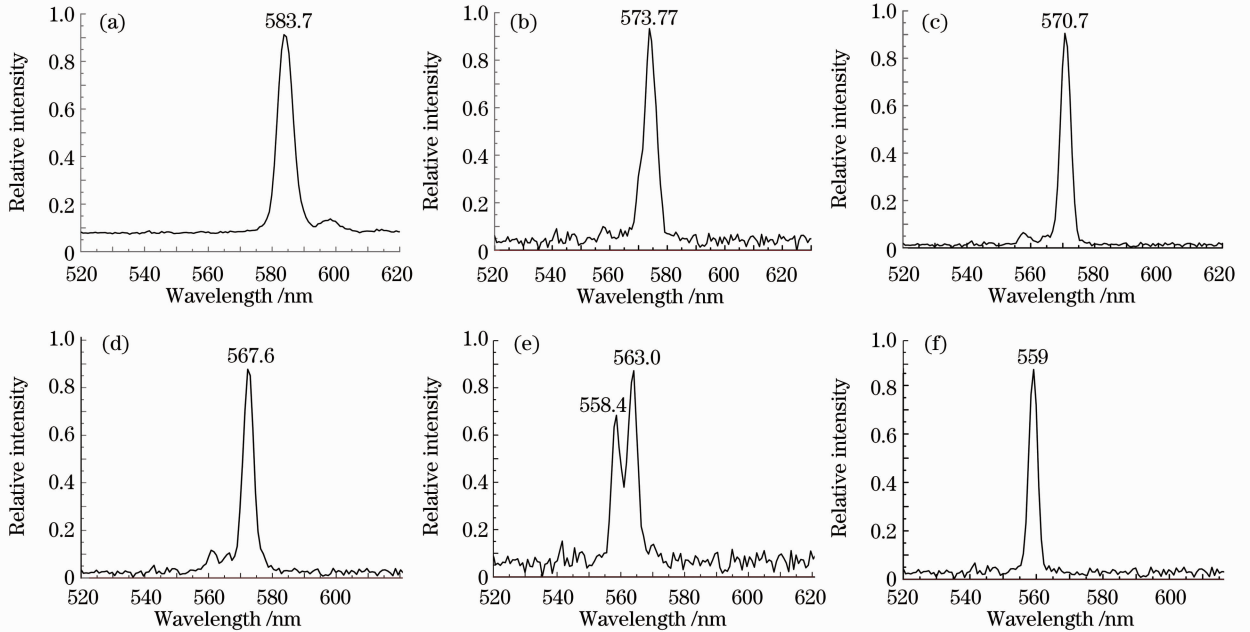 (a) 583.7
Relative intensity
1.0
0.8
0.6
0.4
0.2
0
520 540 560 580 600 620
Wavelength /nm
(b) 573.77
Relative intensity
1.0
0.8
0.6
0.4
0.2
0
520 540 560 580 600 620
Wavelength /nm
(c) 570.7
Relative intensity
1.0
0.8
0.6
0.4
0.2
0
520 540 560 580 600 620
Wavelength /nm
(d) 567.6
Relative intensity
1.0
0.8
0.6
0.4
0.2
0
520 540 560 580 600
Wavelength /nm
(e) 563.0
558.4
Relative intensity
1.0
0.8
0.6
0.4
0.2
0
520 540 560 580 600 620
Wavelength /nm
(f) 559
Relative intensity
1.0
0.8
0.6
0.4
0.2
0
520 540 560 580 600
Wavelength /nm